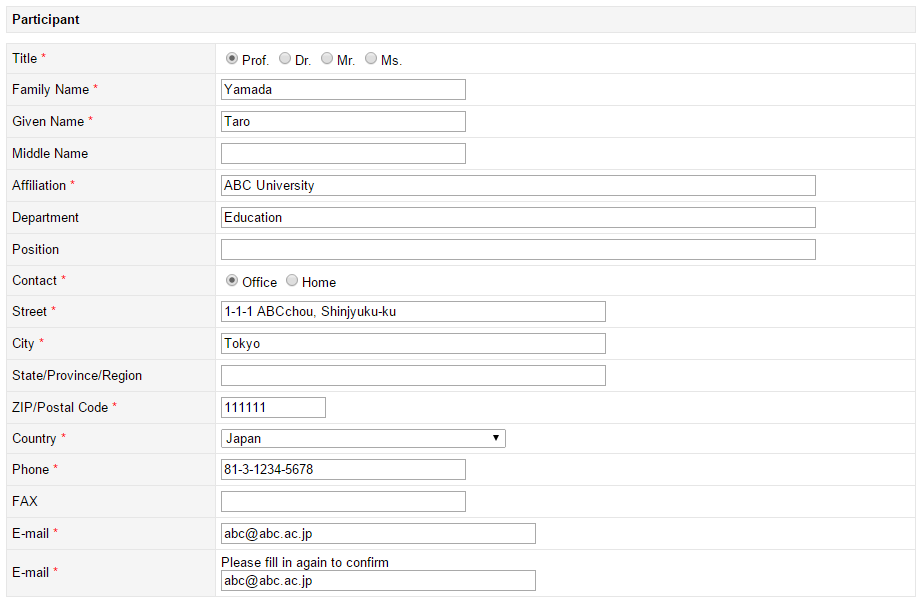 Participant
Title * Prof. Dr. Mr. Ms.
Family Name * Yamada
Given Name * Taro
Middle Name
Affiliation * ABC University
Department Education
Position
Contact * Office Home
Street * 1-1-1 ABCchou, Shinjyuku-ku
City * Tokyo
State/Province/Region
ZIP/Postal Code * 111111
Country * Japan
Phone * 81-3-1234-5678
FAX
E-mail * abc@abc.ac.jp
Please fill in again to confirm
E-mail * abc@abc.ac.jp